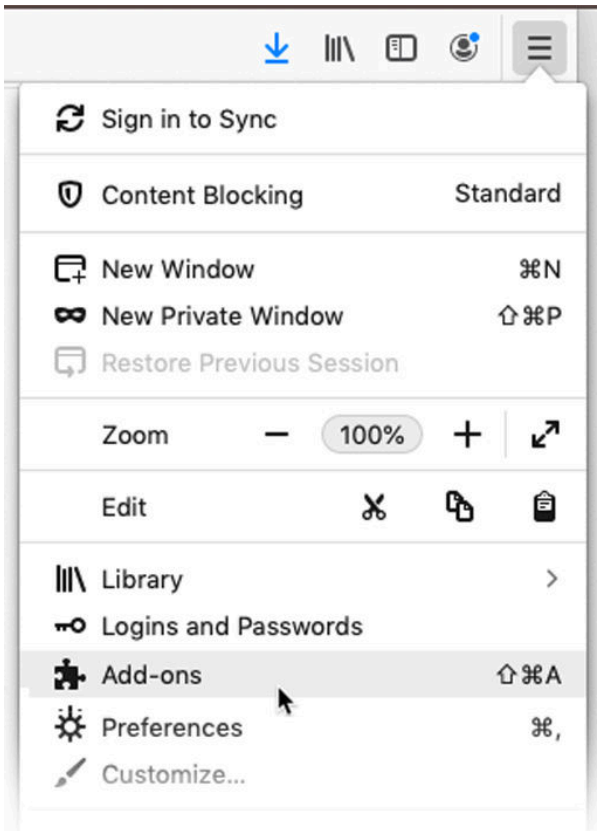 Sign in to Sync
Content Blocking Standard
New Window ⌘N
New Private Window ⇧⌘P
Restore Previous Session
Zoom − 100% +
Edit
Library >
Logins and Passwords
Add-ons ⇧⌘A
Preferences ⌘,
Customize...